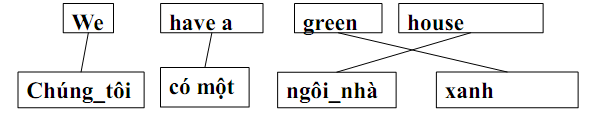 We have a green house
Chúng_tôi có một ngôi_nhà xanh